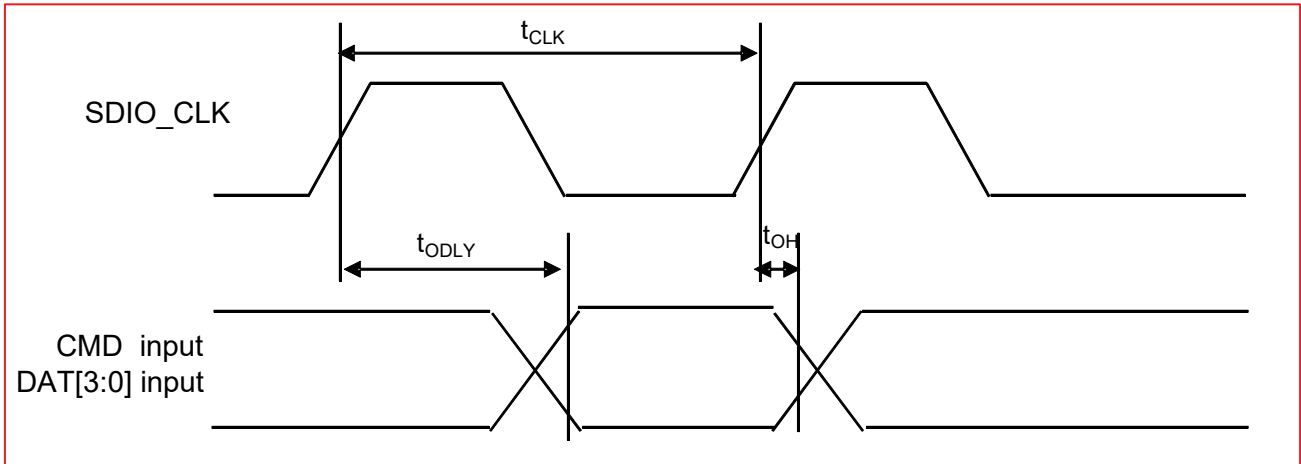 tCLK
SDIO_CLK
tODLY
tOH
CMD input
DAT[3:0] input